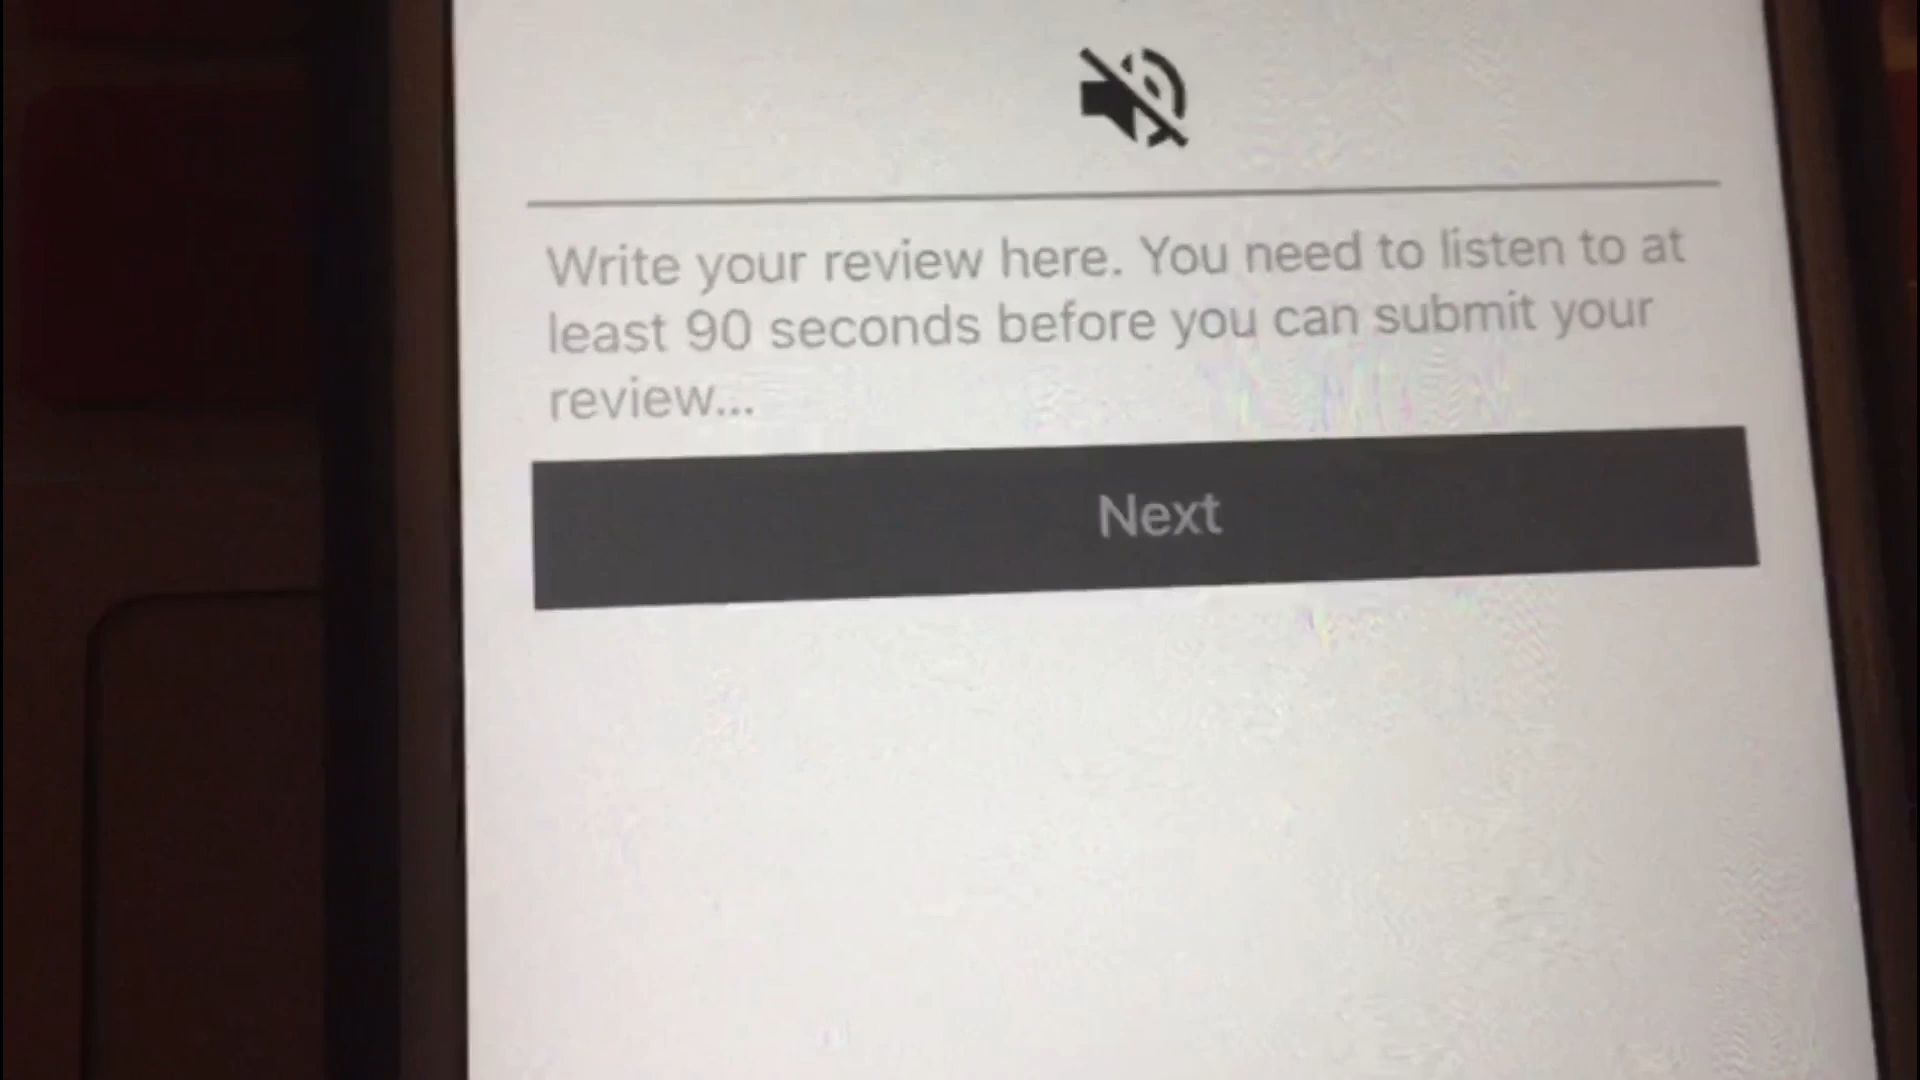 Write your review here. You need to listen to at
least 90 seconds before you can submit your
review...
Next